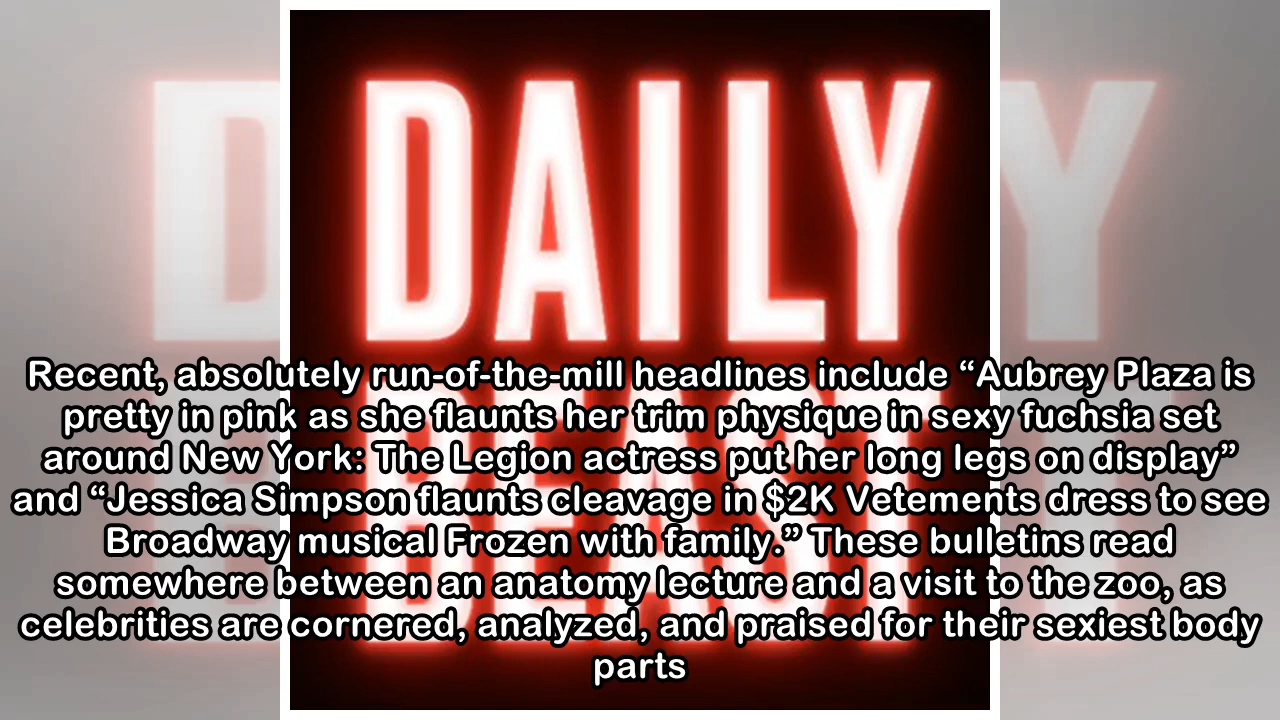 DAILY
BEAST
Recent, absolutely run-of-the-mill headlines include “Aubrey Plaza is
pretty in pink as she flaunts her trim physique in sexy fuchsia set
around New York: The Legion actress put her long legs on display”
and “Jessica Simpson flaunts cleavage in $2K Vetements dress to see
Broadway musical Frozen with family.” These bulletins read
somewhere between an anatomy lecture and a visit to the zoo, as
celebrities are cornered, analyzed, and praised for their sexiest body
parts